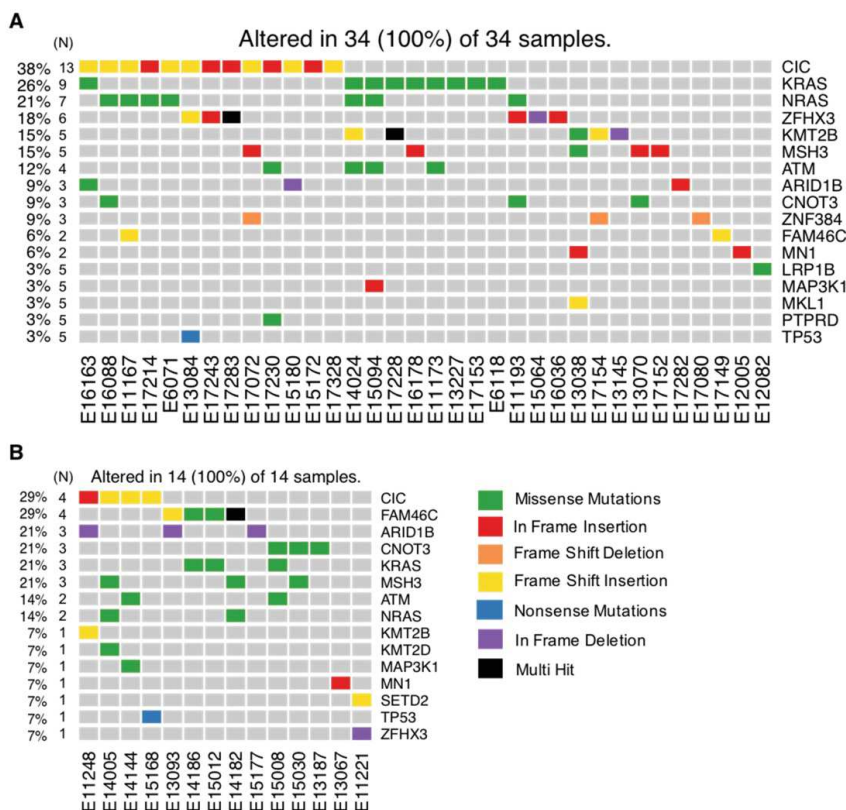 A
(N)
Altered in 34 (100%) of 34 samples.
38% 13 CIC
26% 9 KRAS
21% 7 NRAS
18% 6 ZFHX3
15% 5 KMT2B
15% 5 MSH3
12% 4 ATM
9% 3 ARID1B
9% 3 CNOT3
9% 3 ZNF384
6% 2 FAM46C
6% 2 MN1
3% 5 LRP1B
3% 5 MAP3K1
3% 5 MKL1
3% 5 PTPRD
3% 5 TP53
E16163 E16088 E11167 E17214 E6071 E13084 E17243 E17283 E17072 E17230 E15180 E15172 E17328 E14024 E15094 E17228 E16178 E11173 E13227 E17153 E6118 E11193 E15064 E16036 E13038 E17154 E13145 E13070 E17152 E17282 E17080 E17149 E12005 E12082
B
(N)
Altered in 14 (100%) of 14 samples.
29% 4 CIC
29% 4 FAM46C
21% 3 ARID1B
21% 3 CNOT3
21% 3 KRAS
21% 3 MSH3
14% 2 ATM
14% 2 NRAS
7% 1 KMT2B
7% 1 KMT2D
7% 1 MAP3K1
7% 1 MN1
7% 1 SETD2
7% 1 TP53
7% 1 ZFHX3
E11248 E14005 E14144 E15168 E13093 E14186 E15012 E14182 E15177 E15008 E15030 E13187 E13067 E11221
Missense Mutations
In Frame Insertion
Frame Shift Deletion
Frame Shift Insertion
Nonsense Mutations
In Frame Deletion
Multi Hit